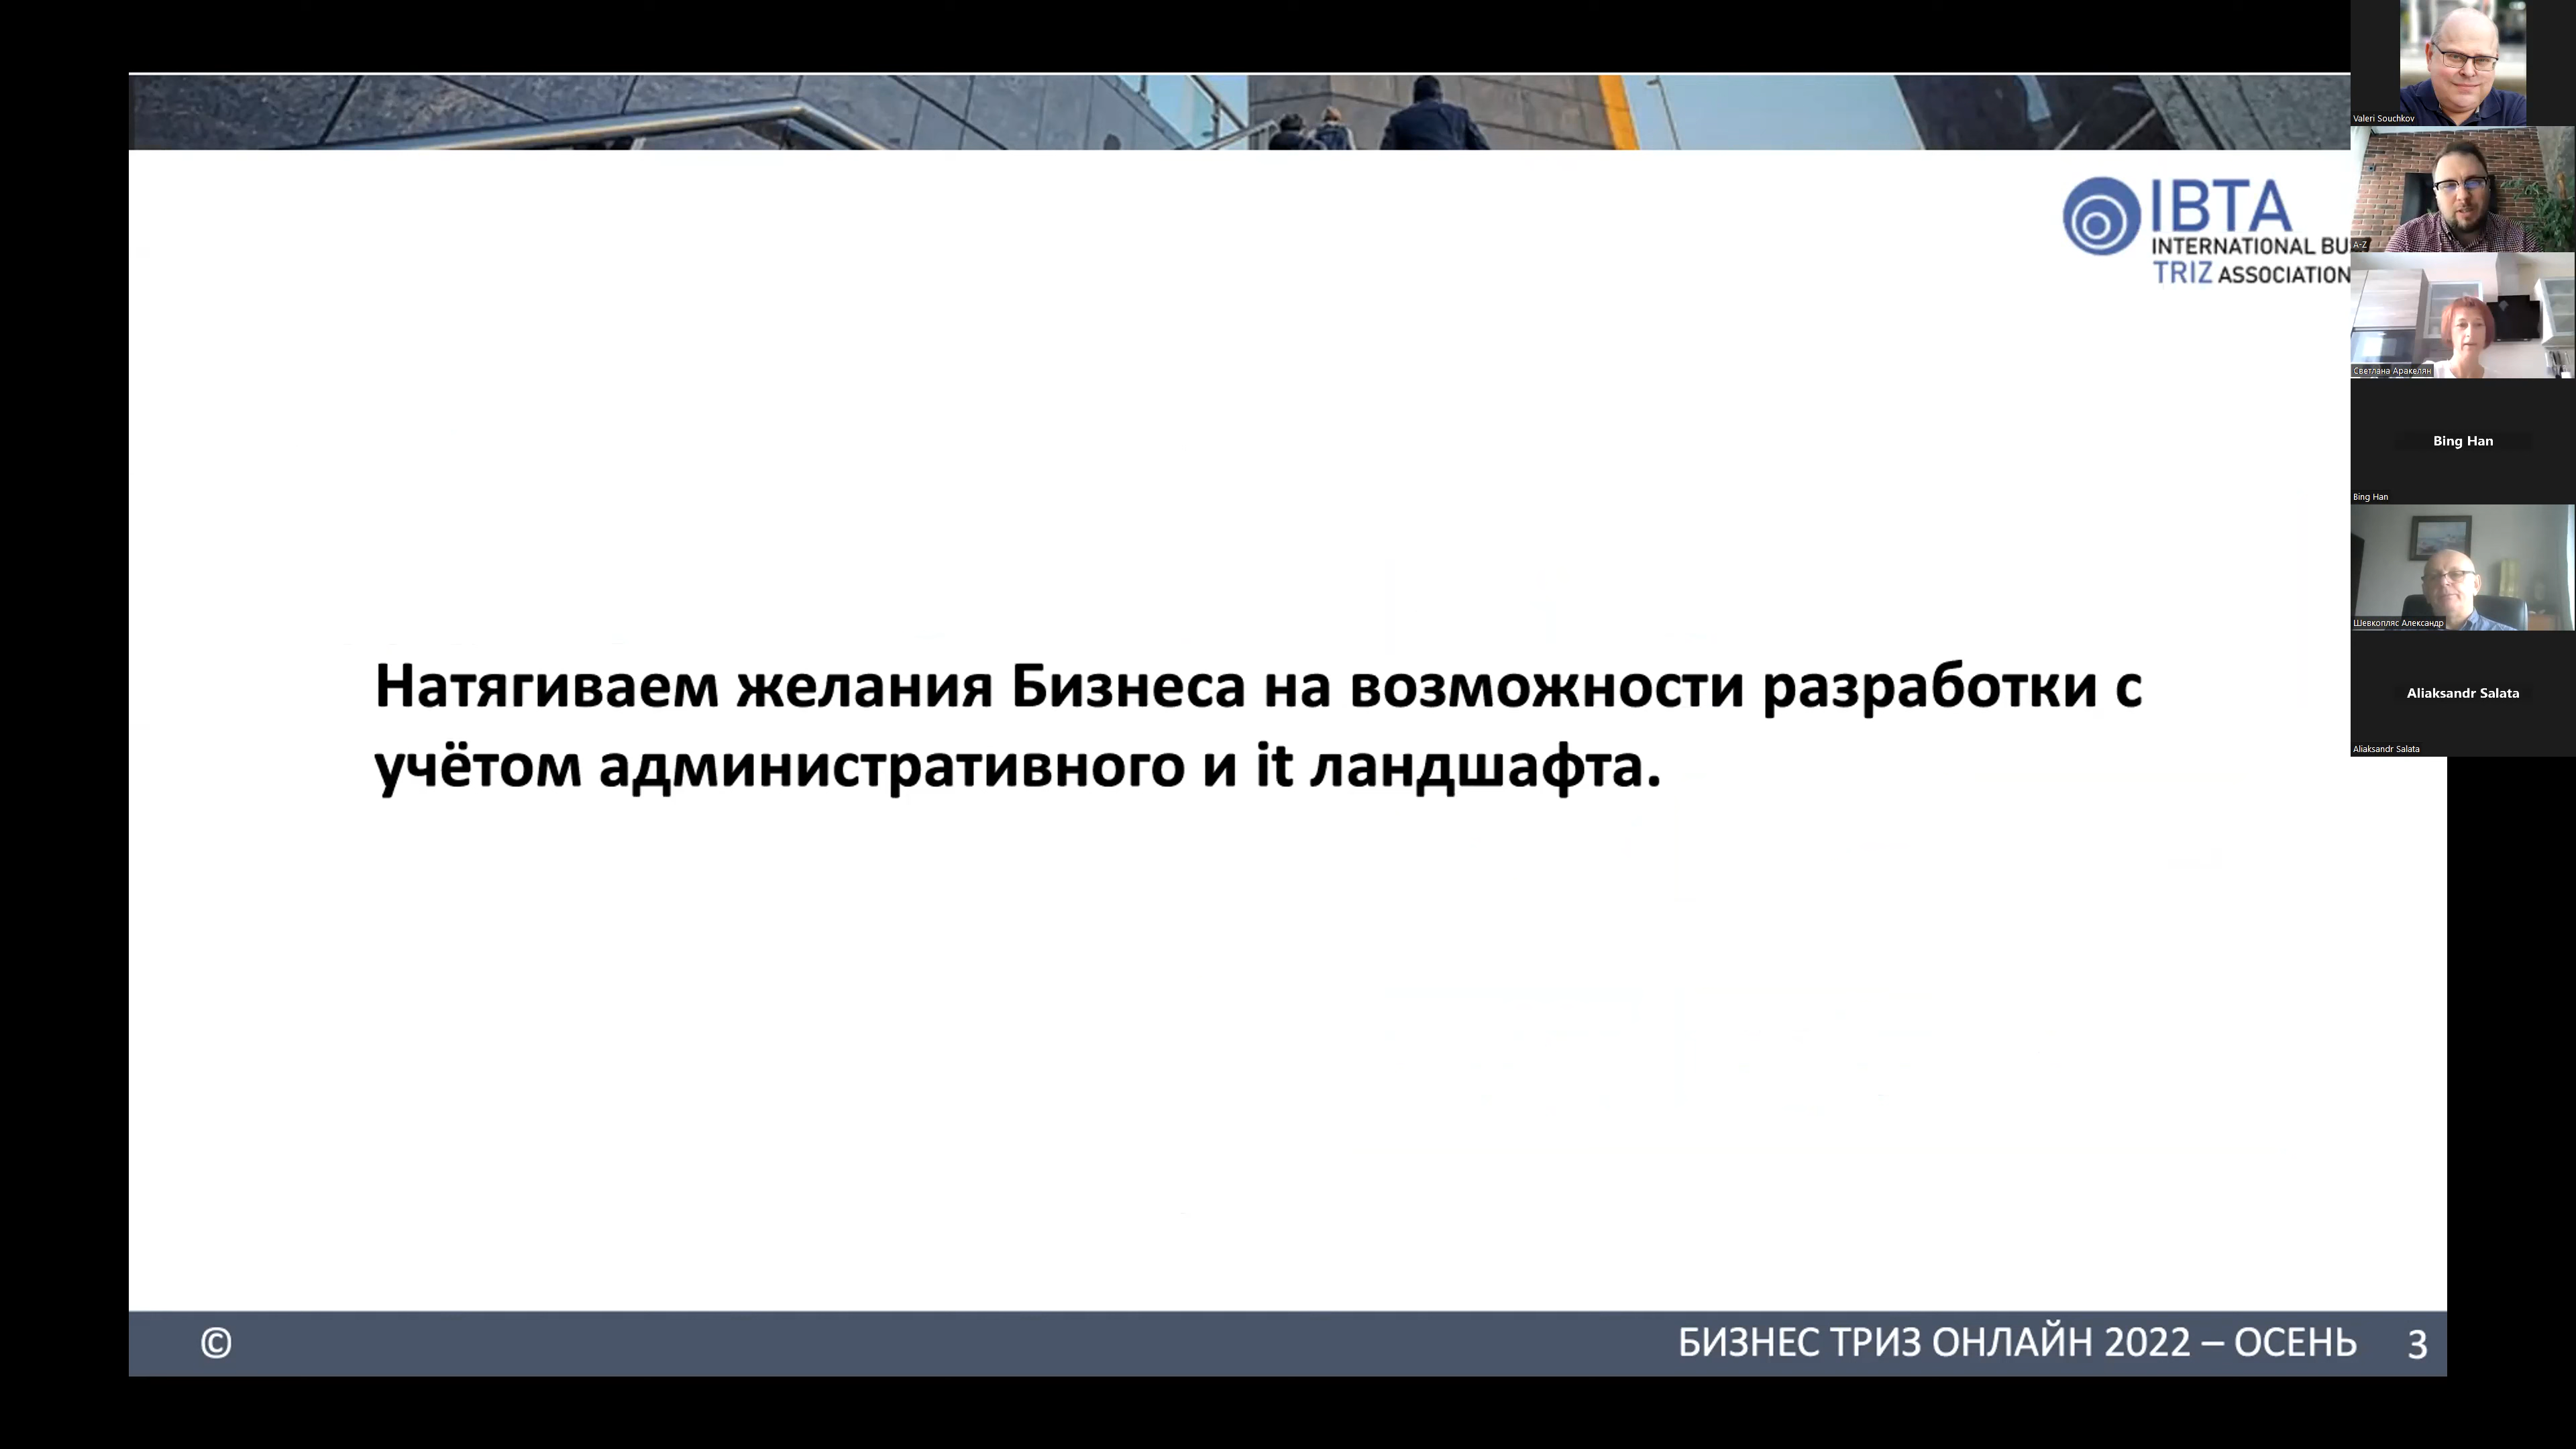 IBTA
INTERNATIONAL BU
TRIZ ASSOCIATION
Натягиваем желания Бизнеса на возможности разработки с
учётом административного и it ландшафта.
©
БИЗНЕС ТРИЗ ОНЛАЙН 2022 – ОСЕНЬ
3
Valeri Souchkov
A-Z
Светлана Аракелян
Bing Han
Bing Han
Шевкопляс Александр
Aliaksandr Salata
Aliaksandr Salata